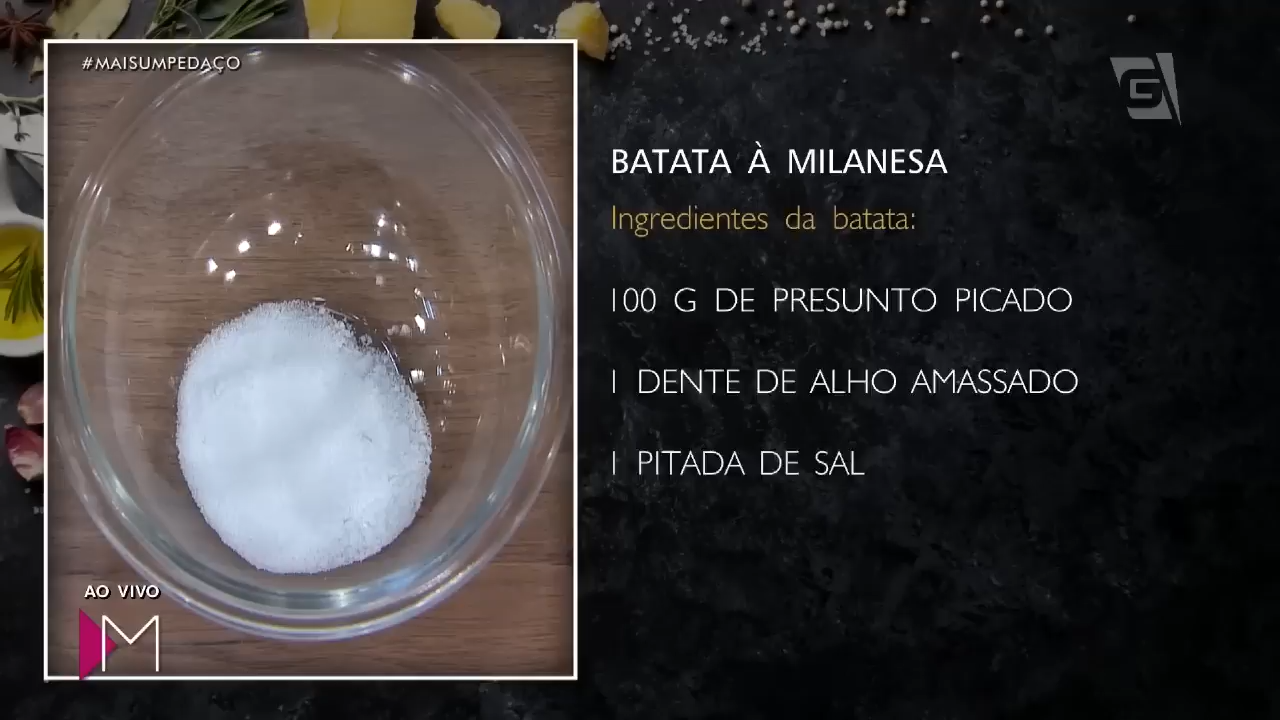 #MAISUMPEDAÇO
BATATA À MILANESA
Ingredientes da batata:
100 G DE PRESUNTO PICADO
1 DENTE DE ALHO AMASSADO
1 PITADA DE SAL
AO VIVO
M